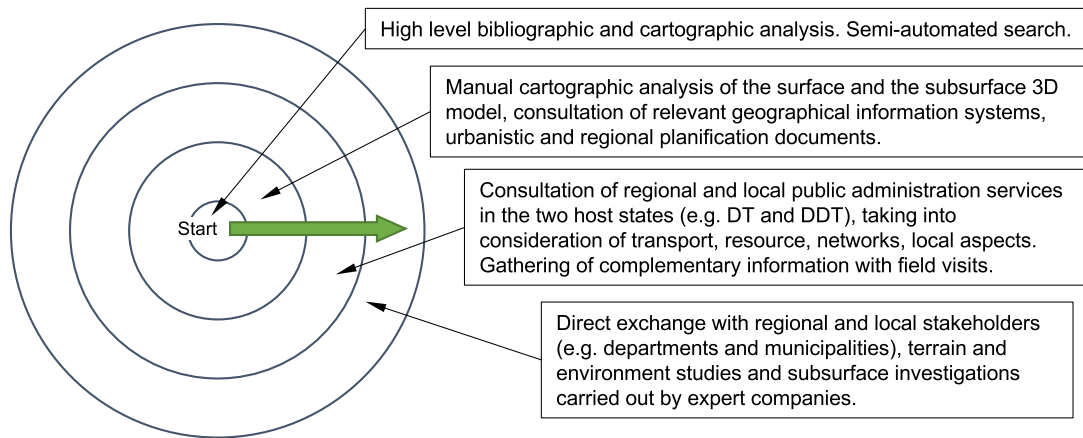 High level bibliographic and cartographic analysis. Semi-automated search.
Manual cartographic analysis of the surface and the subsurface 3D
model, consultation of relevant geographical information systems,
urbanistic and regional planification documents.
Consultation of regional and local public administration services
in the two host states (e.g. DT and DDT), taking into
consideration of transport, resource, networks, local aspects.
Gathering of complementary information with field visits.
Start
Direct exchange with regional and local stakeholders
(e.g. departments and municipalities), terrain and
environment studies and subsurface investigations
carried out by expert companies.